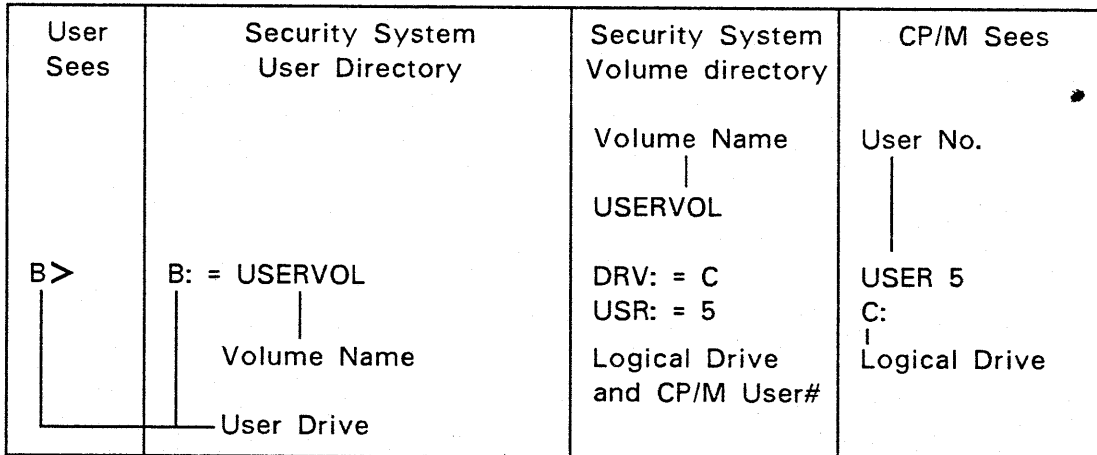 User
Sees
Security System
User Directory
Security System
Volume directory
CP/M Sees
Volume Name
USERVOL
User No.
B>
B: = USERVOL
DRV: = C
USR: = 5
USER 5
C:
Volume Name
Logical Drive
and CP/M User#
Logical Drive
User Drive